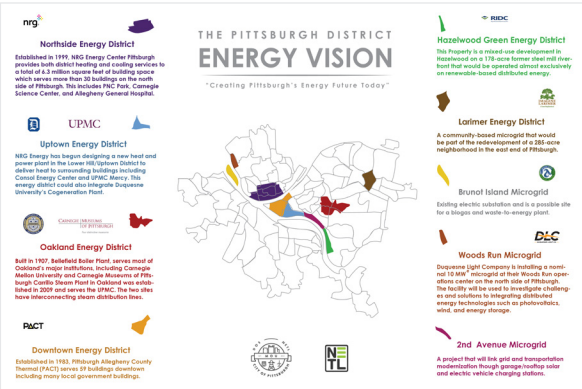 nrg
Northside Energy District
Established in 1999, NRG Energy Center Pittsburgh
provides both district heating and cooling services to
a total of 6.3 million square feet of building space
which serves more than 30 buildings on the north
side of Pittsburgh. This includes PNC Park, Carnegie
Science Center, and Allegheny General Hospital.
UPMC
Uptown Energy District
NRG Energy has begun designing a new heat and
power plant in the Lower Hill/Uptown District to
deliver heat to surrounding buildings including
Consol Energy Center and UPMC Mercy. This
energy district could also integrate Duquesne
University's Cogeneration Plant.
CARNEGIE MUSEUMS
OF PITTSBURGH
Oakland Energy District
Built in 1907, Bellefield Boiler Plant, serves most of
Oakland's major institutions, including Carnegie
Mellon University and Carnegie Museums of Pitts-
burgh Carrillo Steam Plant in Oakland was estab-
lished in 2009 and serves the UPMC. The two sites
have interconnecting steam distribution lines.
PACT
Downtown Energy District
Established in 1983, Pittsburgh Allegheny County
Thermal (PACT) serves 59 buildings downtown
including many local government buildings.
THE PITTSBURGH DISTRICT
ENERGY VISION
"Creating Pittsburgh's Energy Future Today"
CITY OF PITTSBURGH
NE
TL
RIDC
Hazelwood Green Energy District
This Property is a mixed-use development in
Hazelwood on a 178-acre former steel mill river-
front that would be operated almost exclusively
on renewable-based distributed energy.
LARIMER
Larimer Energy District
A community-based microgrid that would
be part of the redevelopment of a 285-acre
neighborhood in the east end of Pittsburgh.
Brunot Island Microgrid
Existing electric substation and is a possible site
for a biogas and waste-to-energy plant.
DLC
Woods Run Microgrid
Duquesne Light Company is installing a nomi-
nal 10 MW microgrid at their Woods Run oper-
ations center on the north side of Pittsburgh.
The facility will be used to investigate challeng-
es and solutions to integrating distributed
energy technologies such as photovoltaics,
wind, and energy storage.
2nd Avenue Microgrid
A project that will link grid and transportation
modernization though garage/rooftop solar
and electric vehicle charging stations.